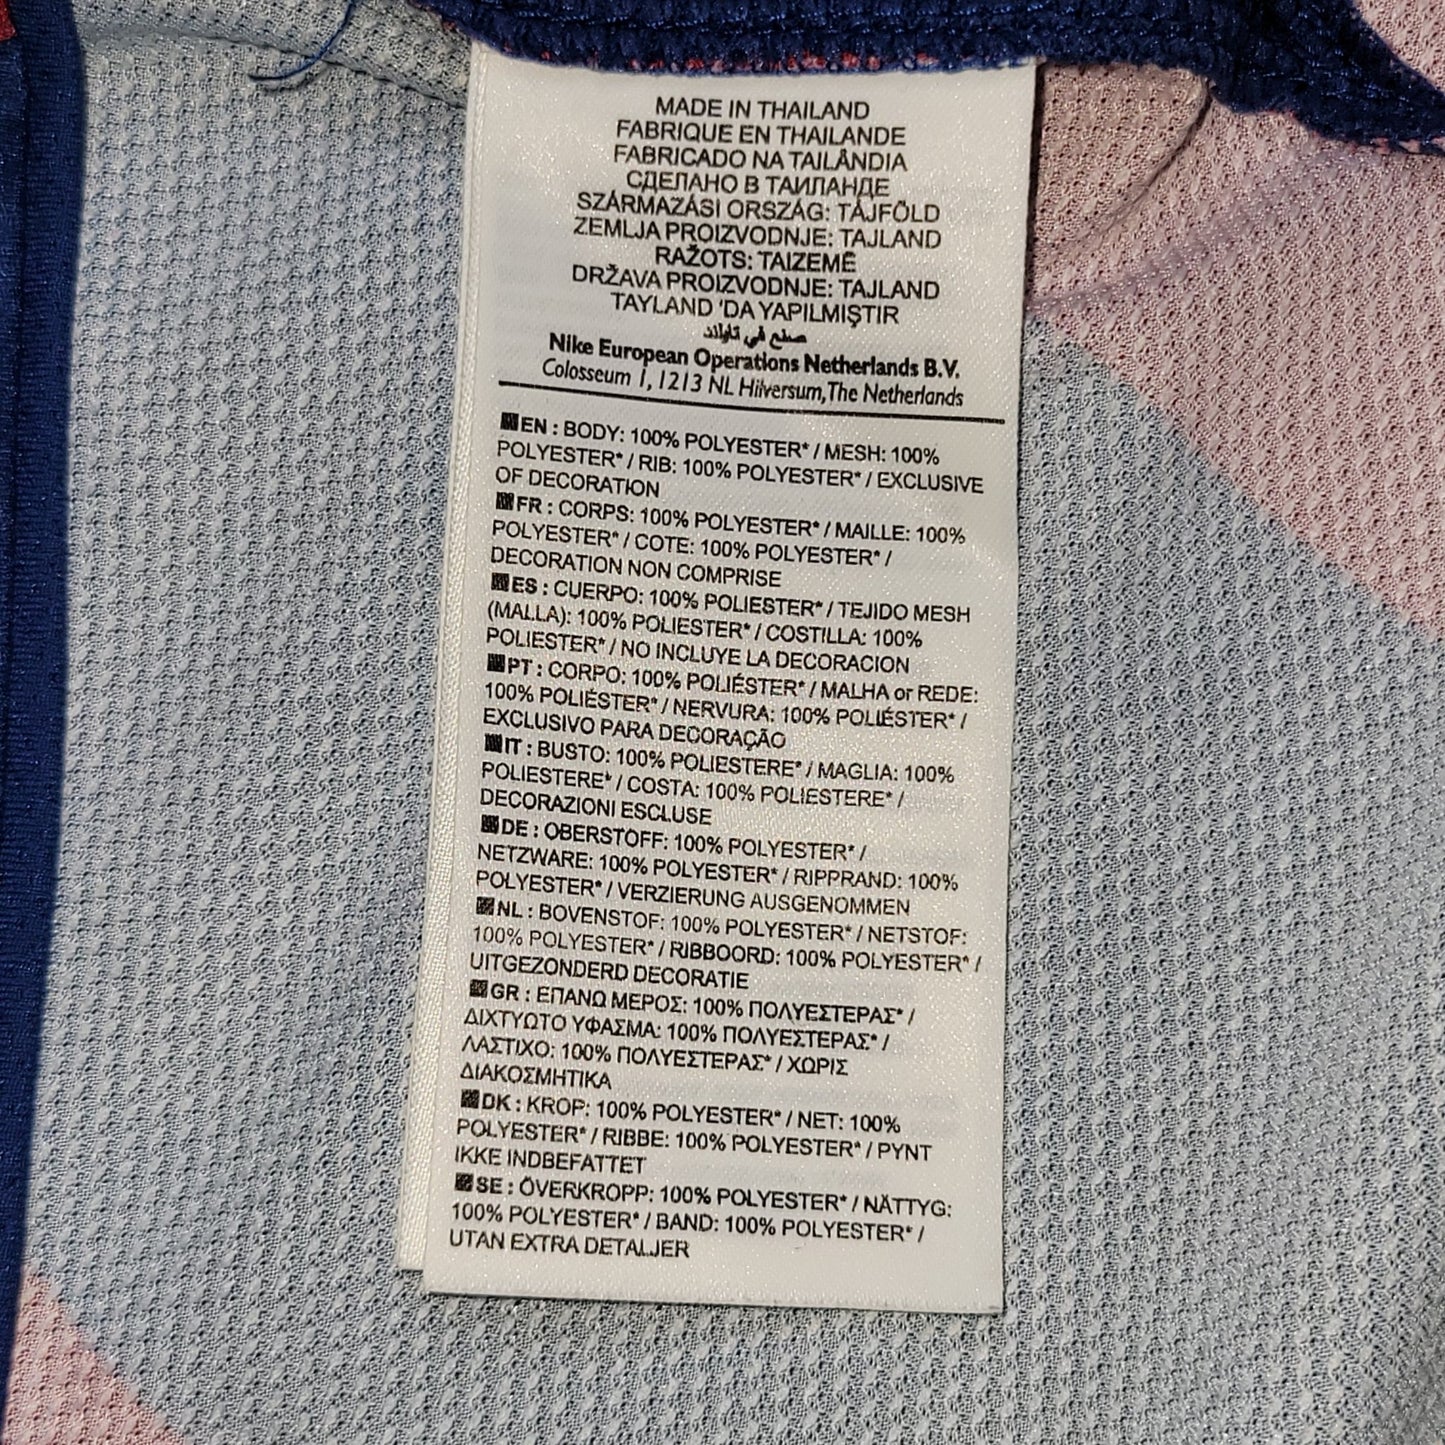 MADE IN THAILAND
FABRIQUE EN THAILANDE
FABRICADO NA TAILÂNDIA
СДЕЛАНО В ТАИЛАНДЕ
SZÁRMAZÁSI ORSZÁG: TÁJFÖLD
ZEMLJA PROIZVODNJE: TAJLAND
RAŽOTS: TAIZEMĒ
DRŽAVA PROIZVODNJE: TAJLAND
TAYLAND 'DA YAPILMIŞTIR
صنع في تايلاند
Nike European Operations Netherlands B.V.
Colosseum 1, 1213 NL Hilversum, The Netherlands
EN : BODY: 100% POLYESTER* / MESH: 100%
POLYESTER* / RIB: 100% POLYESTER* / EXCLUSIVE
OF DECORATION
FR : CORPS: 100% POLYESTER* / MAILLE: 100%
POLYESTER* / COTE: 100% POLYESTER* /
DECORATION NON COMPRISE
ES : CUERPO: 100% POLIESTER* / TEJIDO MESH
(MALLA): 100% POLIESTER* / COSTILLA: 100%
POLIESTER* / NO INCLUYE LA DECORACION
PT : CORPO: 100% POLIÉSTER* / MALHA or REDE:
100% POLIÉSTER* / NERVURA: 100% POLIÉSTER* /
EXCLUSIVO PARA DECORAÇÃO
IT : BUSTO: 100% POLIESTERE* / MAGLIA: 100%
POLIESTERE* / COSTA: 100% POLIESTERE* /
DECORAZIONI ESCLUSE
DE : OBERSTOFF: 100% POLYESTER* /
NETZWARE: 100% POLYESTER* / RIPPRAND: 100%
POLYESTER* / VERZIERUNG AUSGENOMMEN
NL : BOVENSTOF: 100% POLYESTER* / NETSTOF:
100% POLYESTER* / RIBBOORD: 100% POLYESTER* /
UITGEZONDERD DECORATIE
GR : ΕΠΑΝΩ ΜΕΡΟΣ: 100% ΠΟΛΥΕΣΤΕΡΑΣ* /
ΔΙΧΤΥΩΤΟ ΥΦΑΣΜΑ: 100% ΠΟΛΥΕΣΤΕΡΑΣ* /
ΛΑΣΤΙΧΟ: 100% ΠΟΛΥΕΣΤΕΡΑΣ* / ΧΩΡΙΣ
ΔΙΑΚΟΣΜΗΤΙΚΑ
DK : KROP: 100% POLYESTER* / NET: 100%
POLYESTER* / RIBBE: 100% POLYESTER* / PYNT
IKKE INDBEFATTET
SE : ÖVERKROPP: 100% POLYESTER* / NÄTTYG:
100% POLYESTER* / BAND: 100% POLYESTER* /
UTAN EXTRA DETALJER